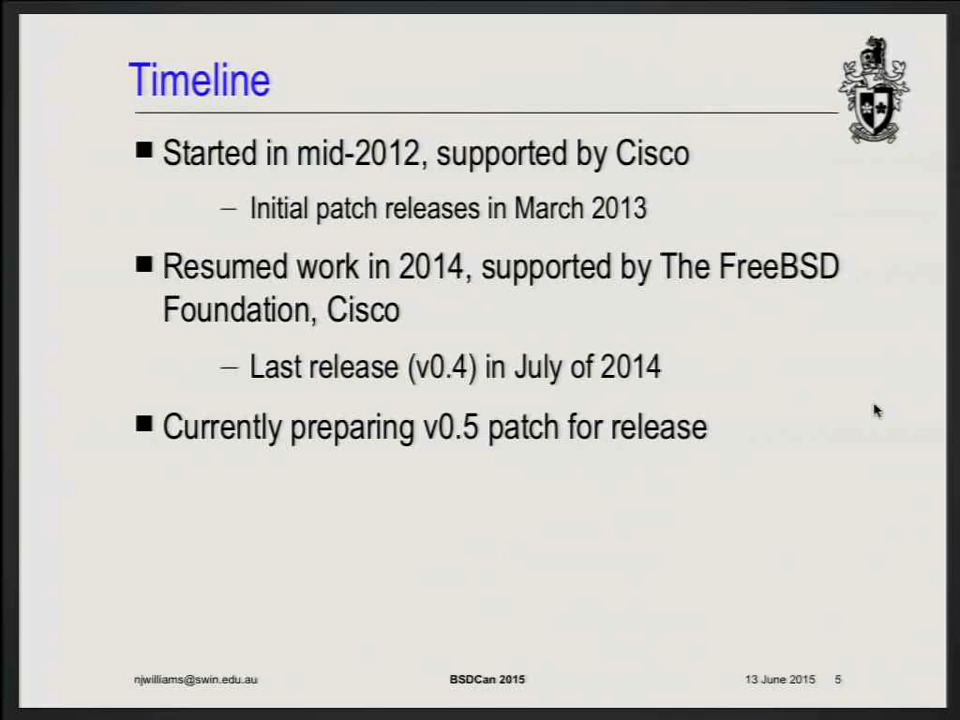 Timeline
Started in mid-2012, supported by Cisco
– Initial patch releases in March 2013
Resumed work in 2014, supported by The FreeBSD
Foundation, Cisco
– Last release (v0.4) in July of 2014
Currently preparing v0.5 patch for release
njwilliams@swin.edu.au BSDCan 2015 13 June 2015 5